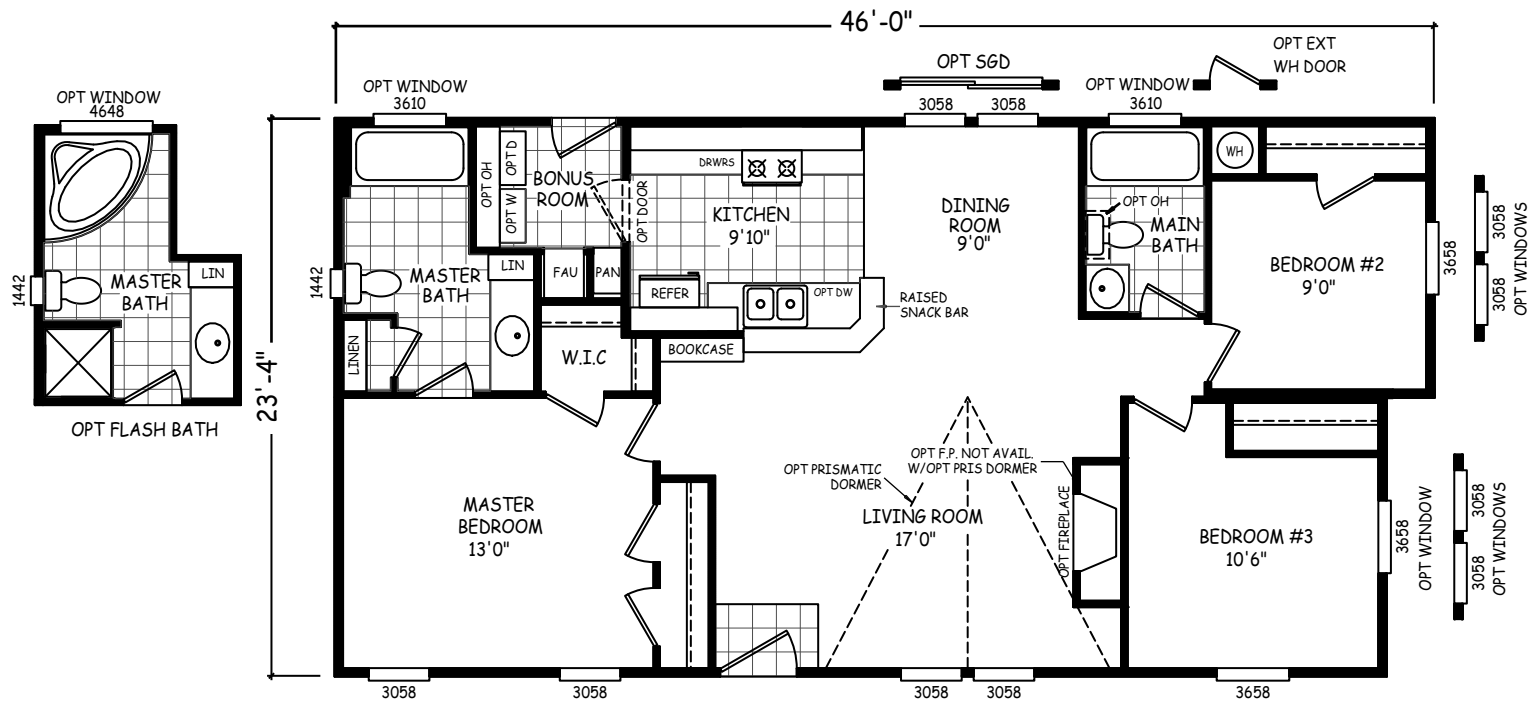 46'-0"
OPT EXT
WH DOOR
OPT SGD
OPT WINDOW
4648
OPT WINDOW
3610
3058
3058
OPT WINDOW
3610
23'-4"
1442
MASTER
BATH
LIN
OPT FLASH BATH
1442
MASTER
BATH
LIN
LINEN
OPT OH
OPT D
OPT W
BONUS
ROOM
OPT DOOR
FAU
PAN
W.I.C
DRWRS
KITCHEN
9'10"
REFER
OPT DW
BOOKCASE
RAISED
SNACK BAR
DINING
ROOM
9'0"
OPT OH
MAIN
BATH
WH
BEDROOM #2
9'0"
3658
3058
3058
OPT WINDOWS
MASTER
BEDROOM
13'0"
OPT PRISMATIC
DORMER
OPT F.P. NOT AVAIL.
W/OPT PRIS DORMER
LIVING ROOM
17'0"
OPT FIREPLACE
BEDROOM #3
10'6"
3658
OPT WINDOW
3058
3058
OPT WINDOWS
3058
3058
3058
3058
3658